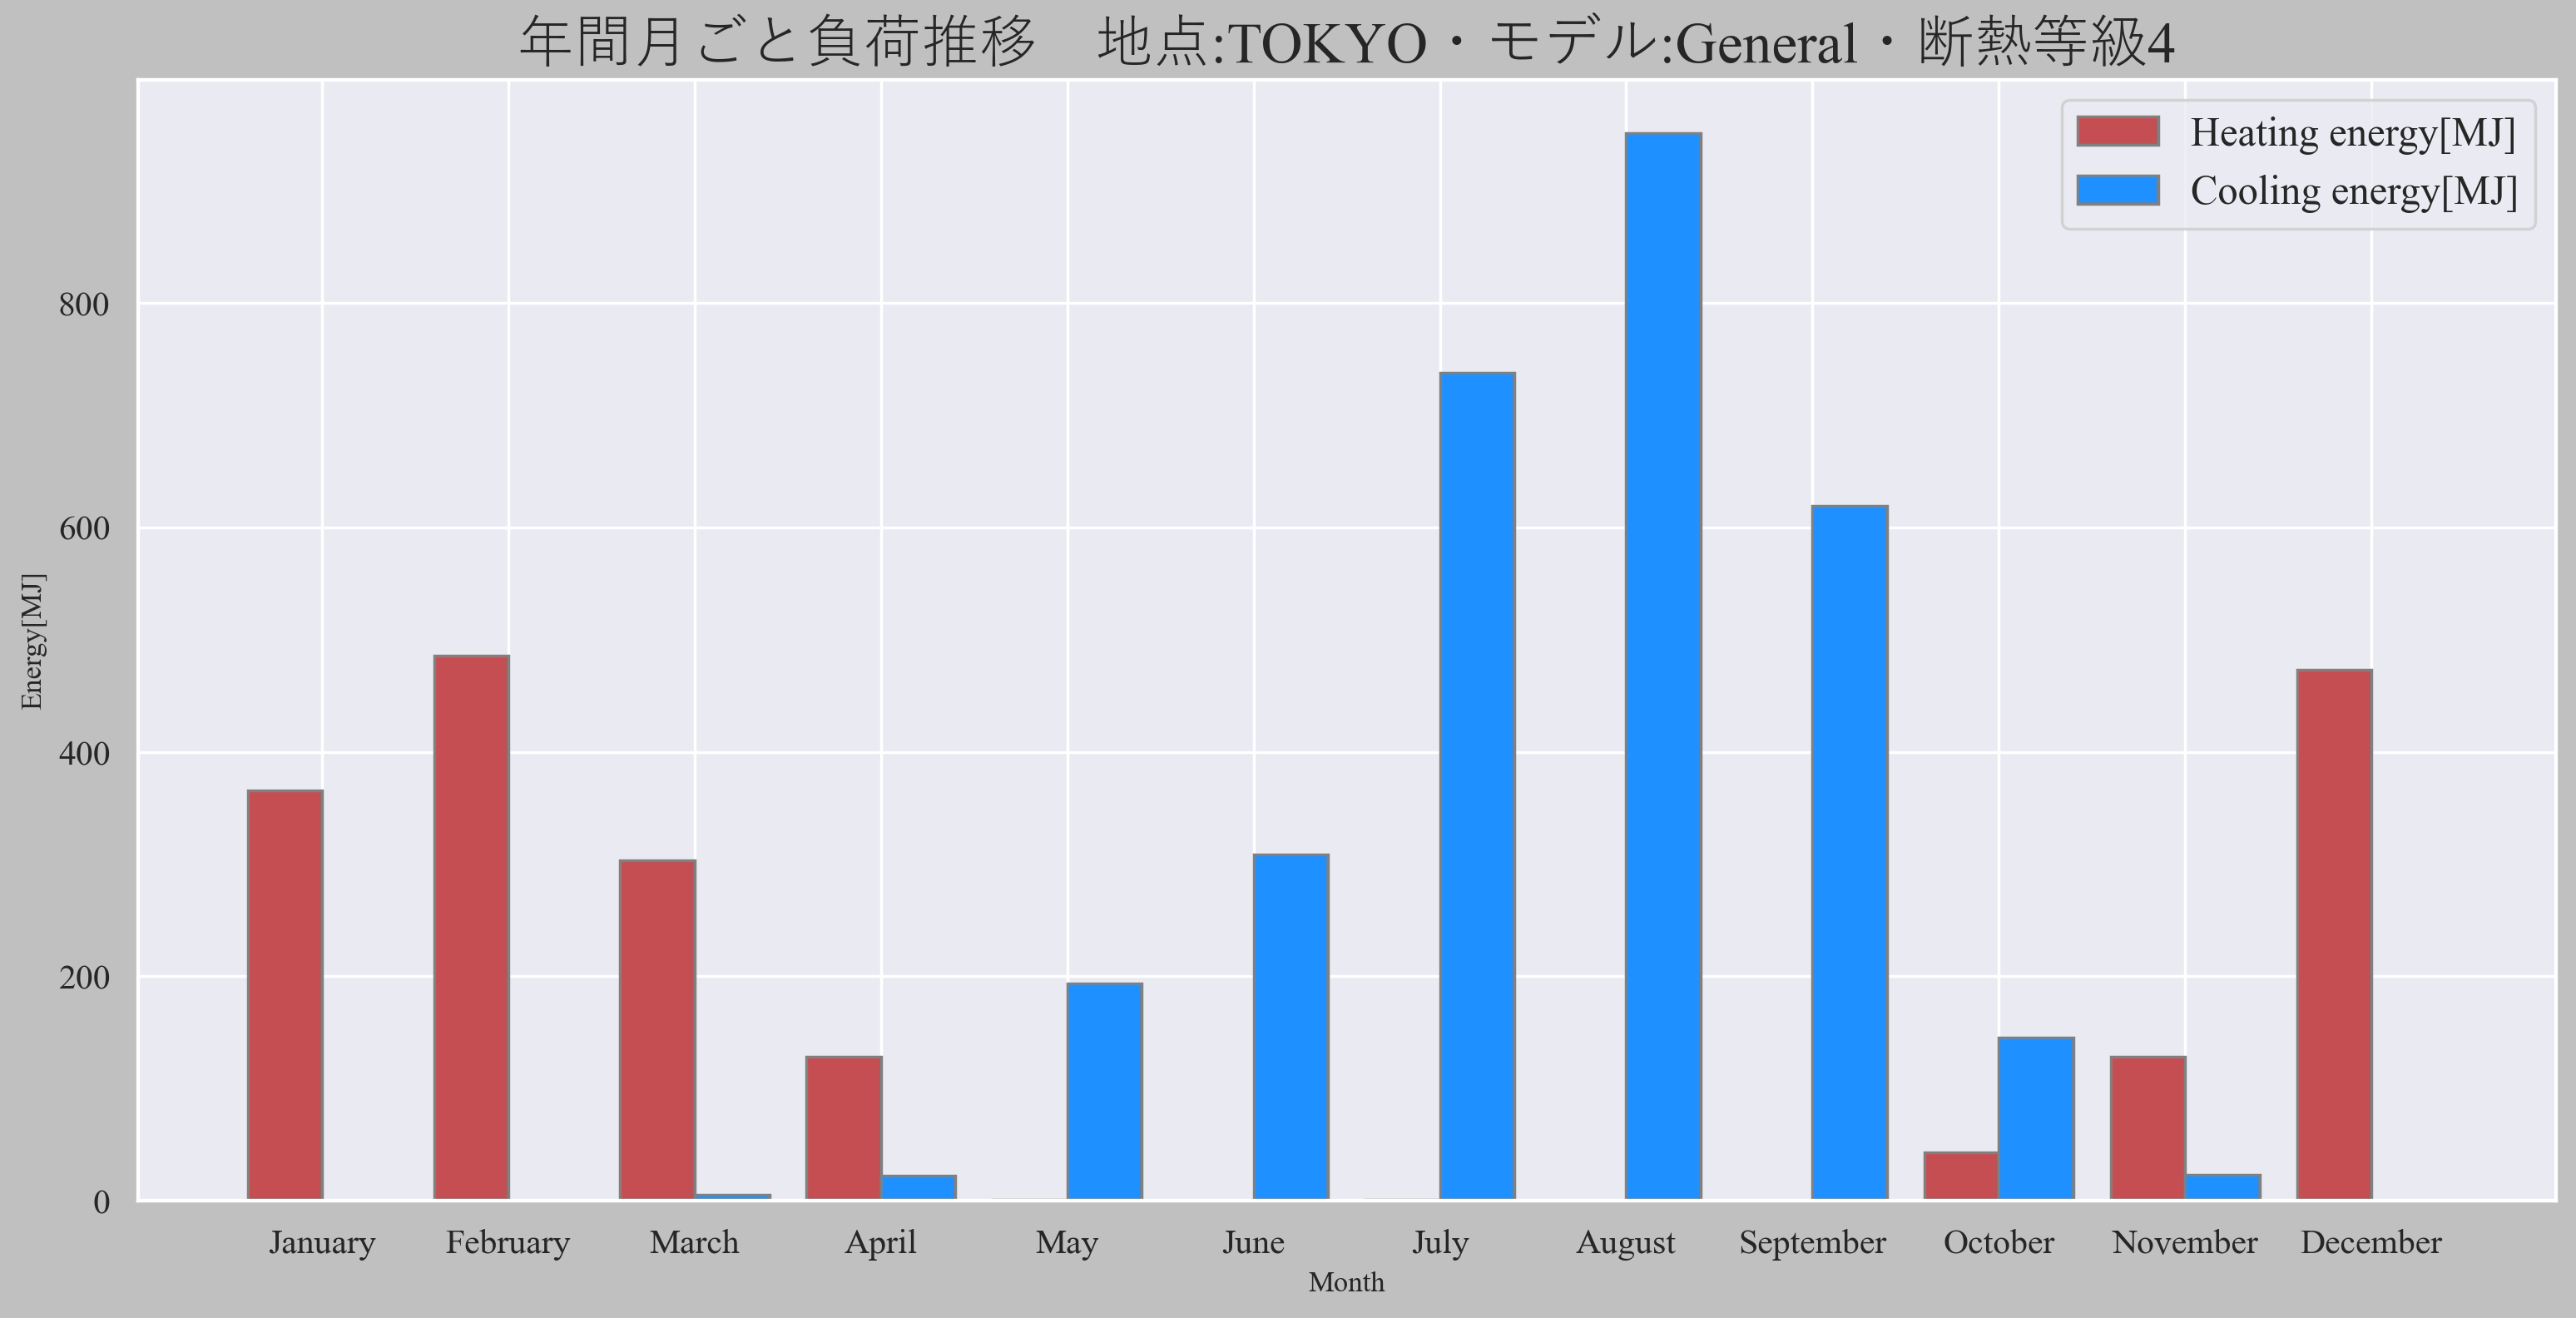 年間月ごと負荷推移　地点:TOKYO・モデル:General・断熱等級4
Heating energy[MJ]
Cooling energy[MJ]
Energy[MJ]
800
600
400
200
0
January February March April May June July August September October November December
Month